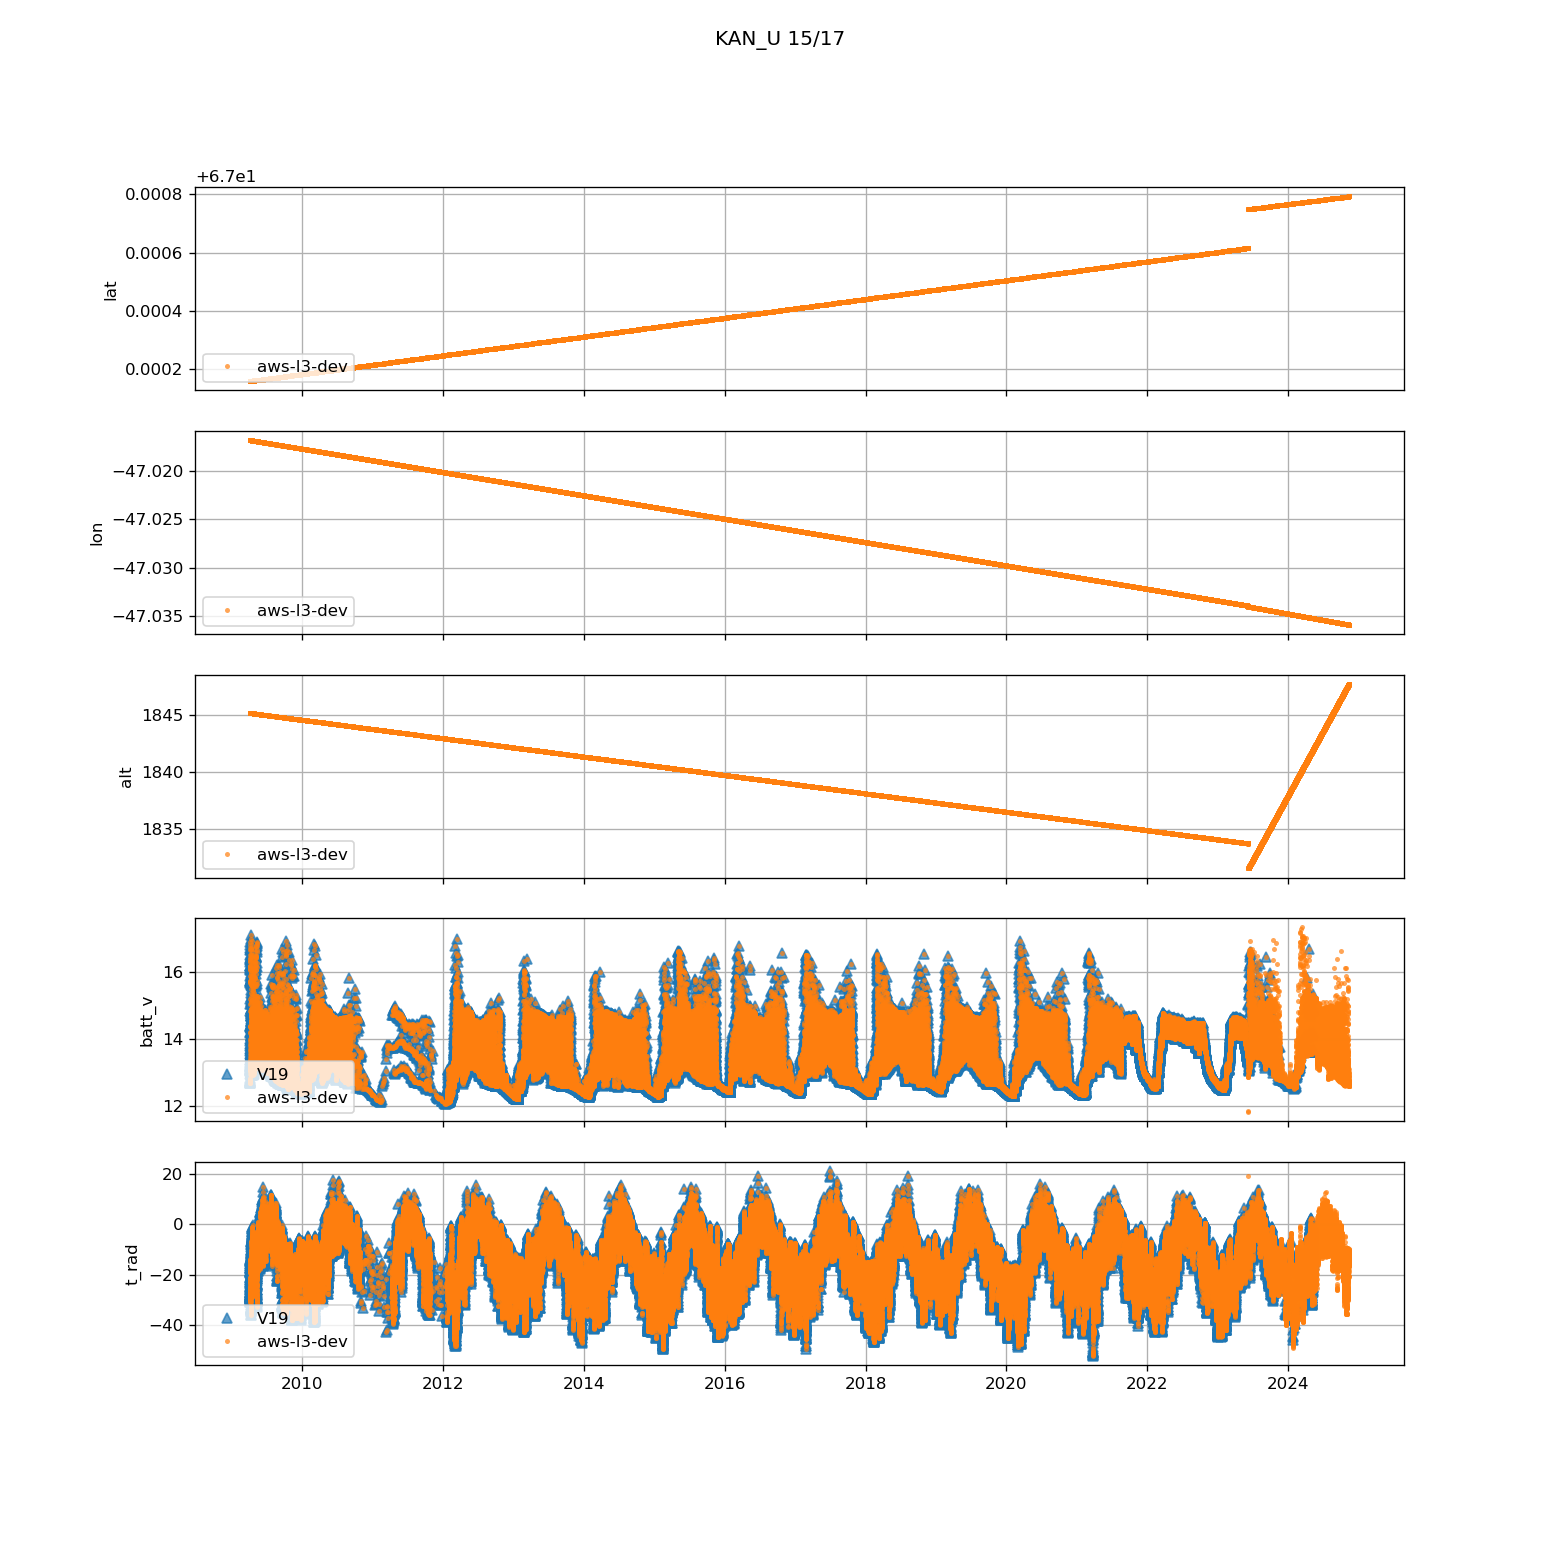 KAN_U 15/17
+6.7e1
0.0008
0.0006
0.0004
0.0002
lat
aws-l3-dev
−47.020
−47.025
−47.030
−47.035
lon
aws-l3-dev
1845
1840
1835
alt
aws-l3-dev
16
14
12
batt_v
V19
aws-l3-dev
20
0
−20
−40
t_rad
V19
aws-l3-dev
2010 2012 2014 2016 2018 2020 2022 2024